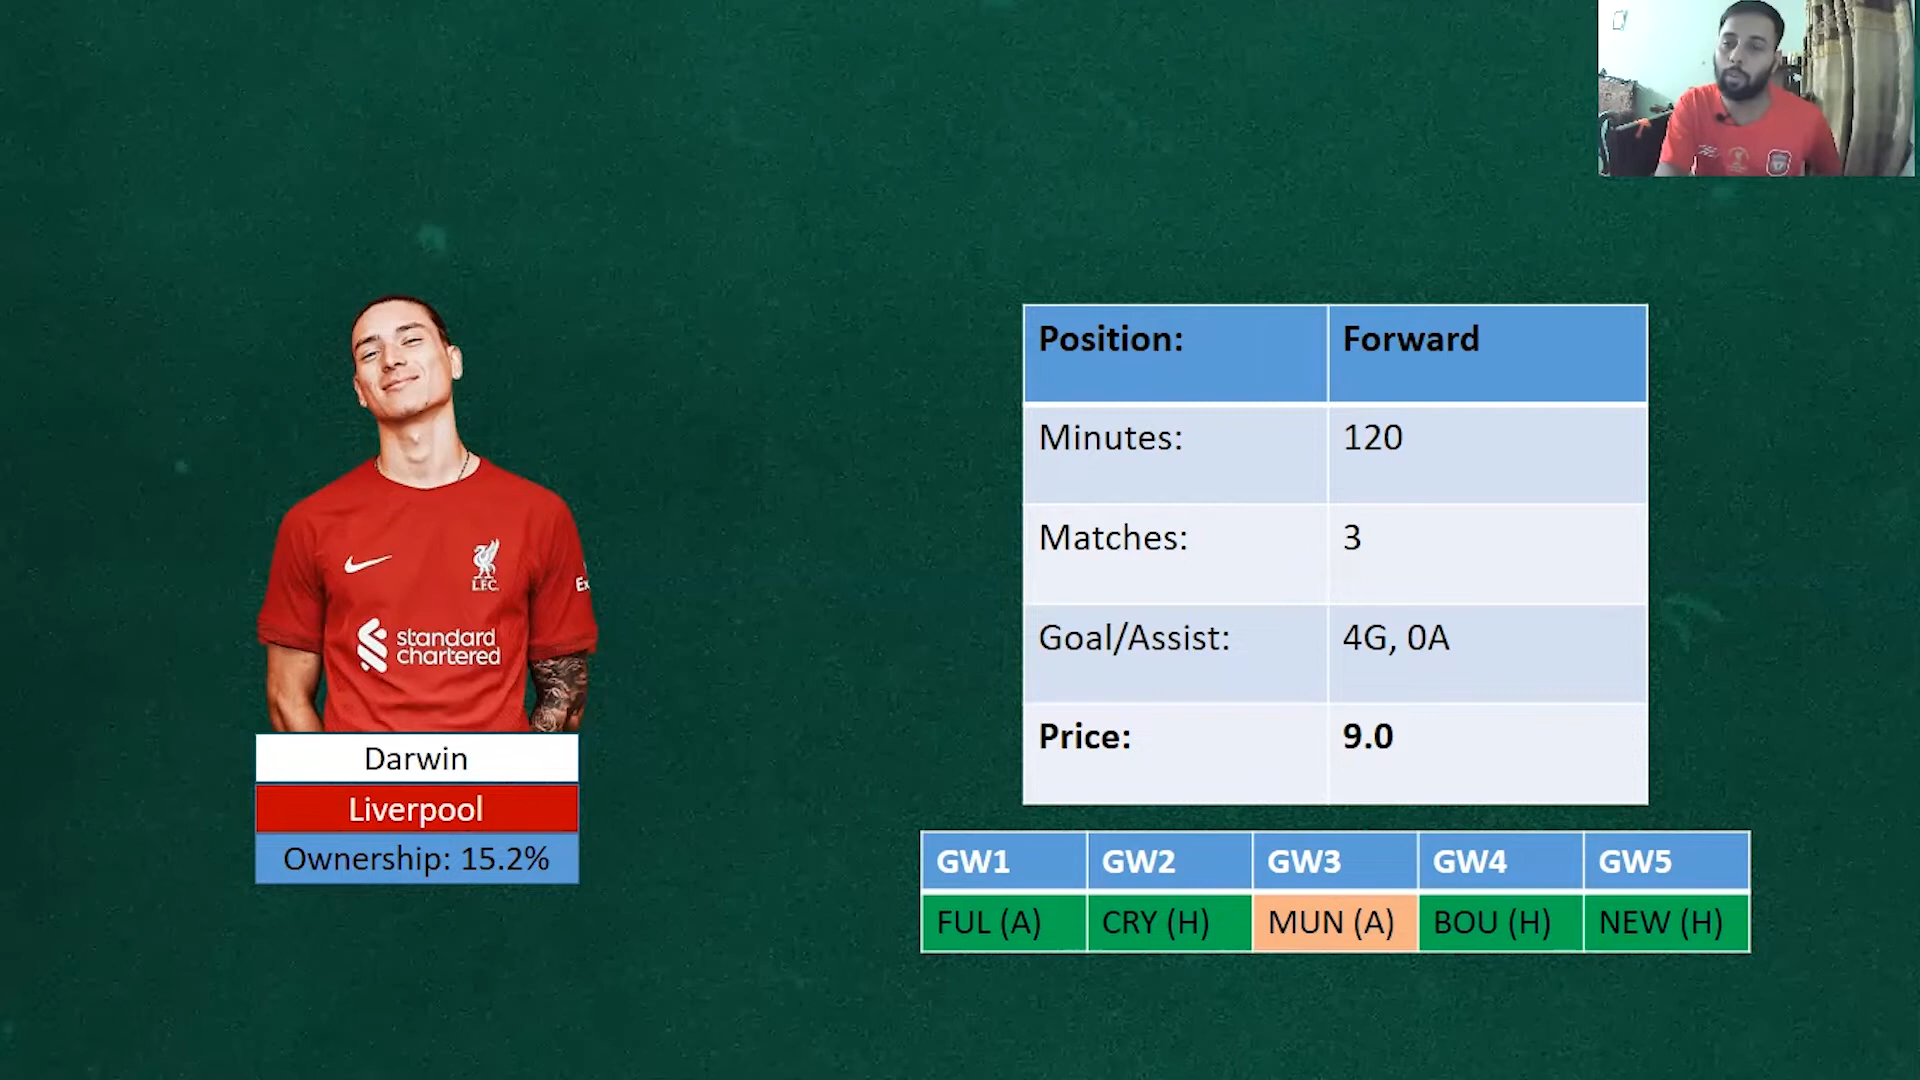 L.F.C.
Ex
standard
chartered
Darwin
Liverpool
Ownership: 15.2%
Position: Forward
Minutes: 120
Matches: 3
Goal/Assist: 4G, 0A
Price: 9.0
GW1 GW2 GW3 GW4 GW5
FUL (A) CRY (H) MUN (A) BOU (H) NEW (H)